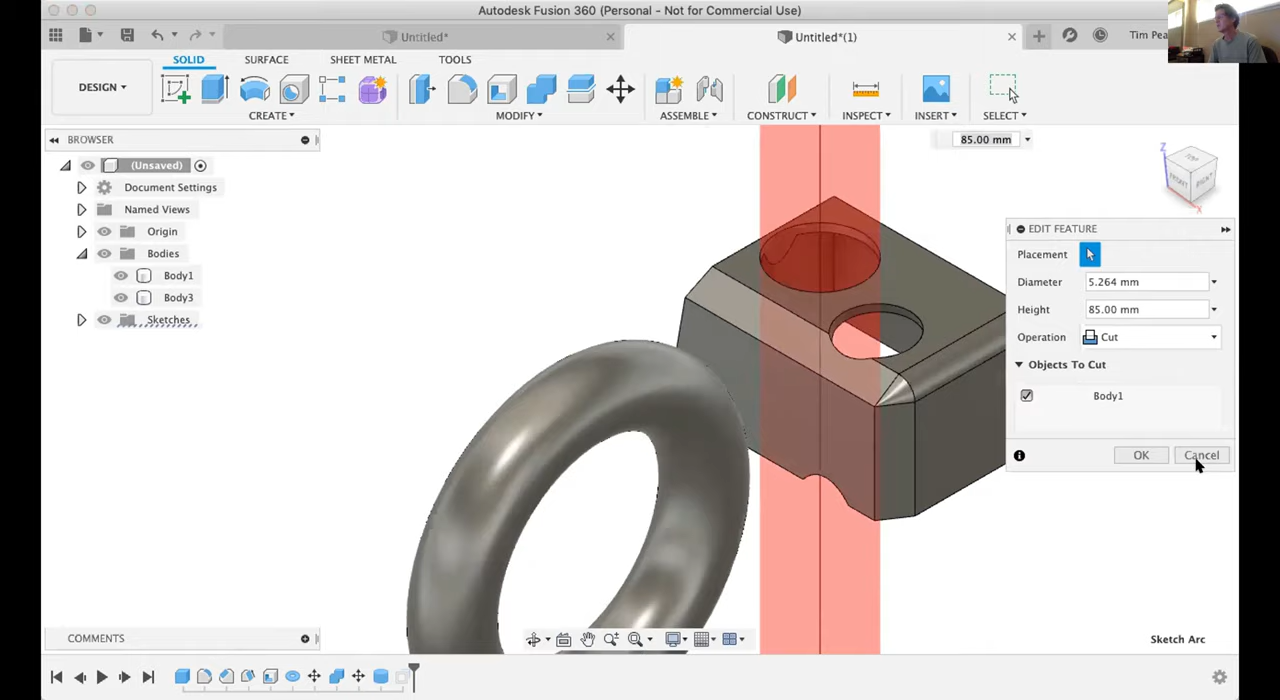 Autodesk Fusion 360 (Personal - Not for Commercial Use)
Untitled*
Untitled*(1)
Tim Pea
DESIGN
SOLID
SURFACE
SHEET METAL
TOOLS
CREATE
MODIFY
ASSEMBLE
CONSTRUCT
INSPECT
INSERT
SELECT
BROWSER
(Unsaved)
Document Settings
Named Views
Origin
Bodies
Body1
Body3
Sketches
85.00 mm
Z
TOP
FRONT
RIGHT
X
EDIT FEATURE
Placement
Diameter 5.264 mm
Height 85.00 mm
Operation Cut
Objects To Cut
Body1
OK Cancel
COMMENTS
Sketch Arc